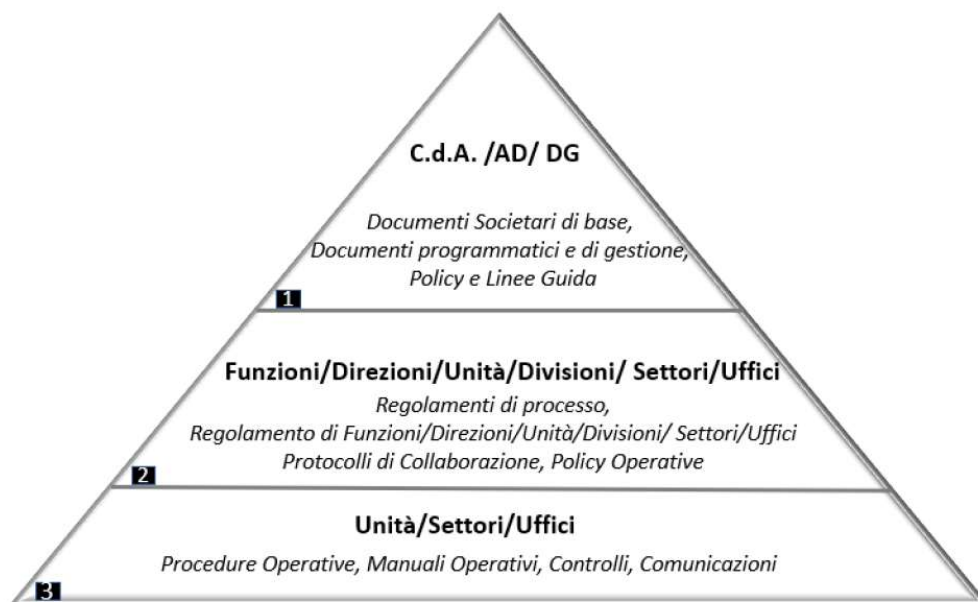 C.d.A. /AD/ DG
Documenti Societari di base,
Documenti programmatici e di gestione,
Policy e Linee Guida
1
Funzioni/Direzioni/Unità/Divisioni/ Settori/Uffici
Regolamenti di processo,
Regolamento di Funzioni/Direzioni/Unità/Divisioni/ Settori/Uffici
Protocolli di Collaborazione, Policy Operative
2
Unità/Settori/Uffici
Procedure Operative, Manuali Operativi, Controlli, Comunicazioni
3